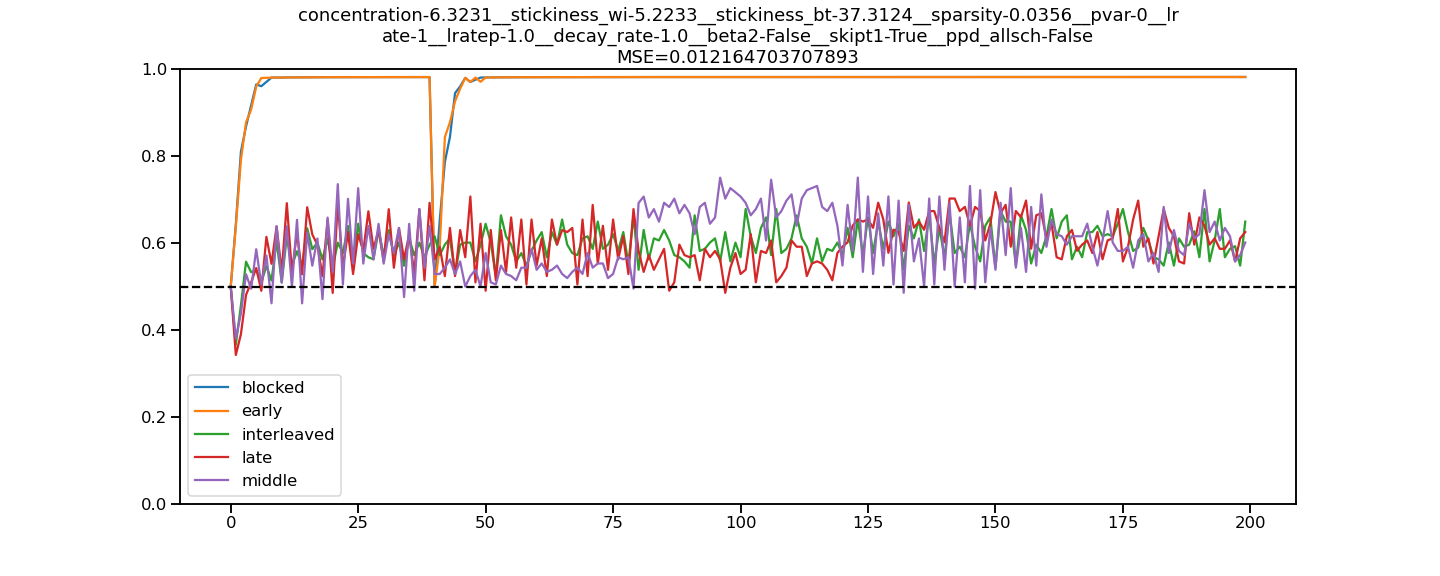 concentration-6.3231__stickiness_wi-5.2233__stickiness_bt-37.3124__sparsity-0.0356__pvar-0__lr
ate-1__lratep-1.0__decay_rate-1.0__beta2-False__skipt1-True__ppd_allsch-False
MSE=0.012164703707893
1.0
0.8
0.6
0.4
0.2
0.0
blocked
early
interleaved
late
middle
0 25 50 75 100 125 150 175 200